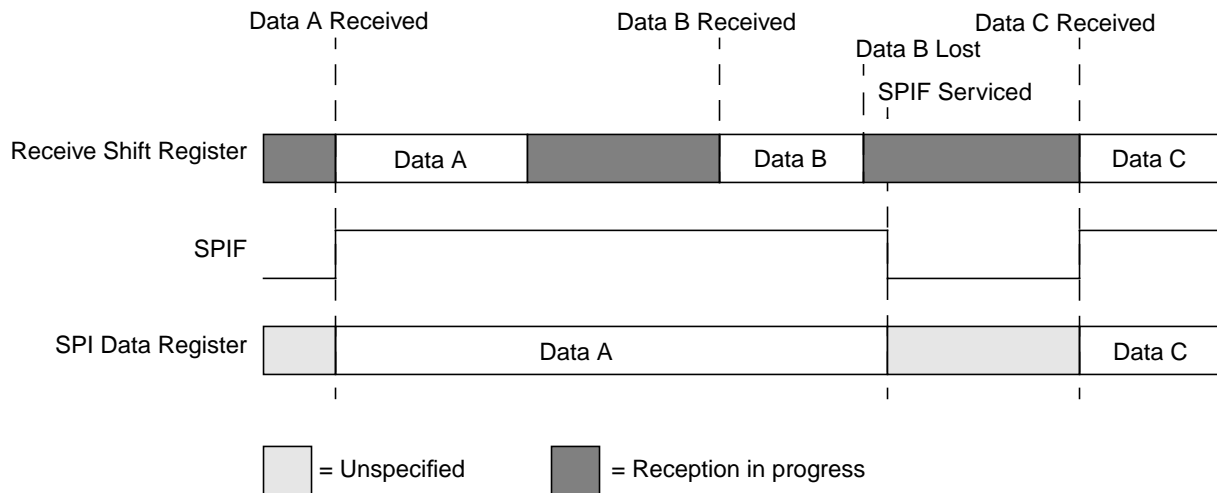 Data A Received
Data B Received
Data C Received
Data B Lost
SPIF Serviced
Receive Shift Register
Data A
Data B
Data C
SPIF
SPI Data Register
Data A
Data C
= Unspecified
= Reception in progress